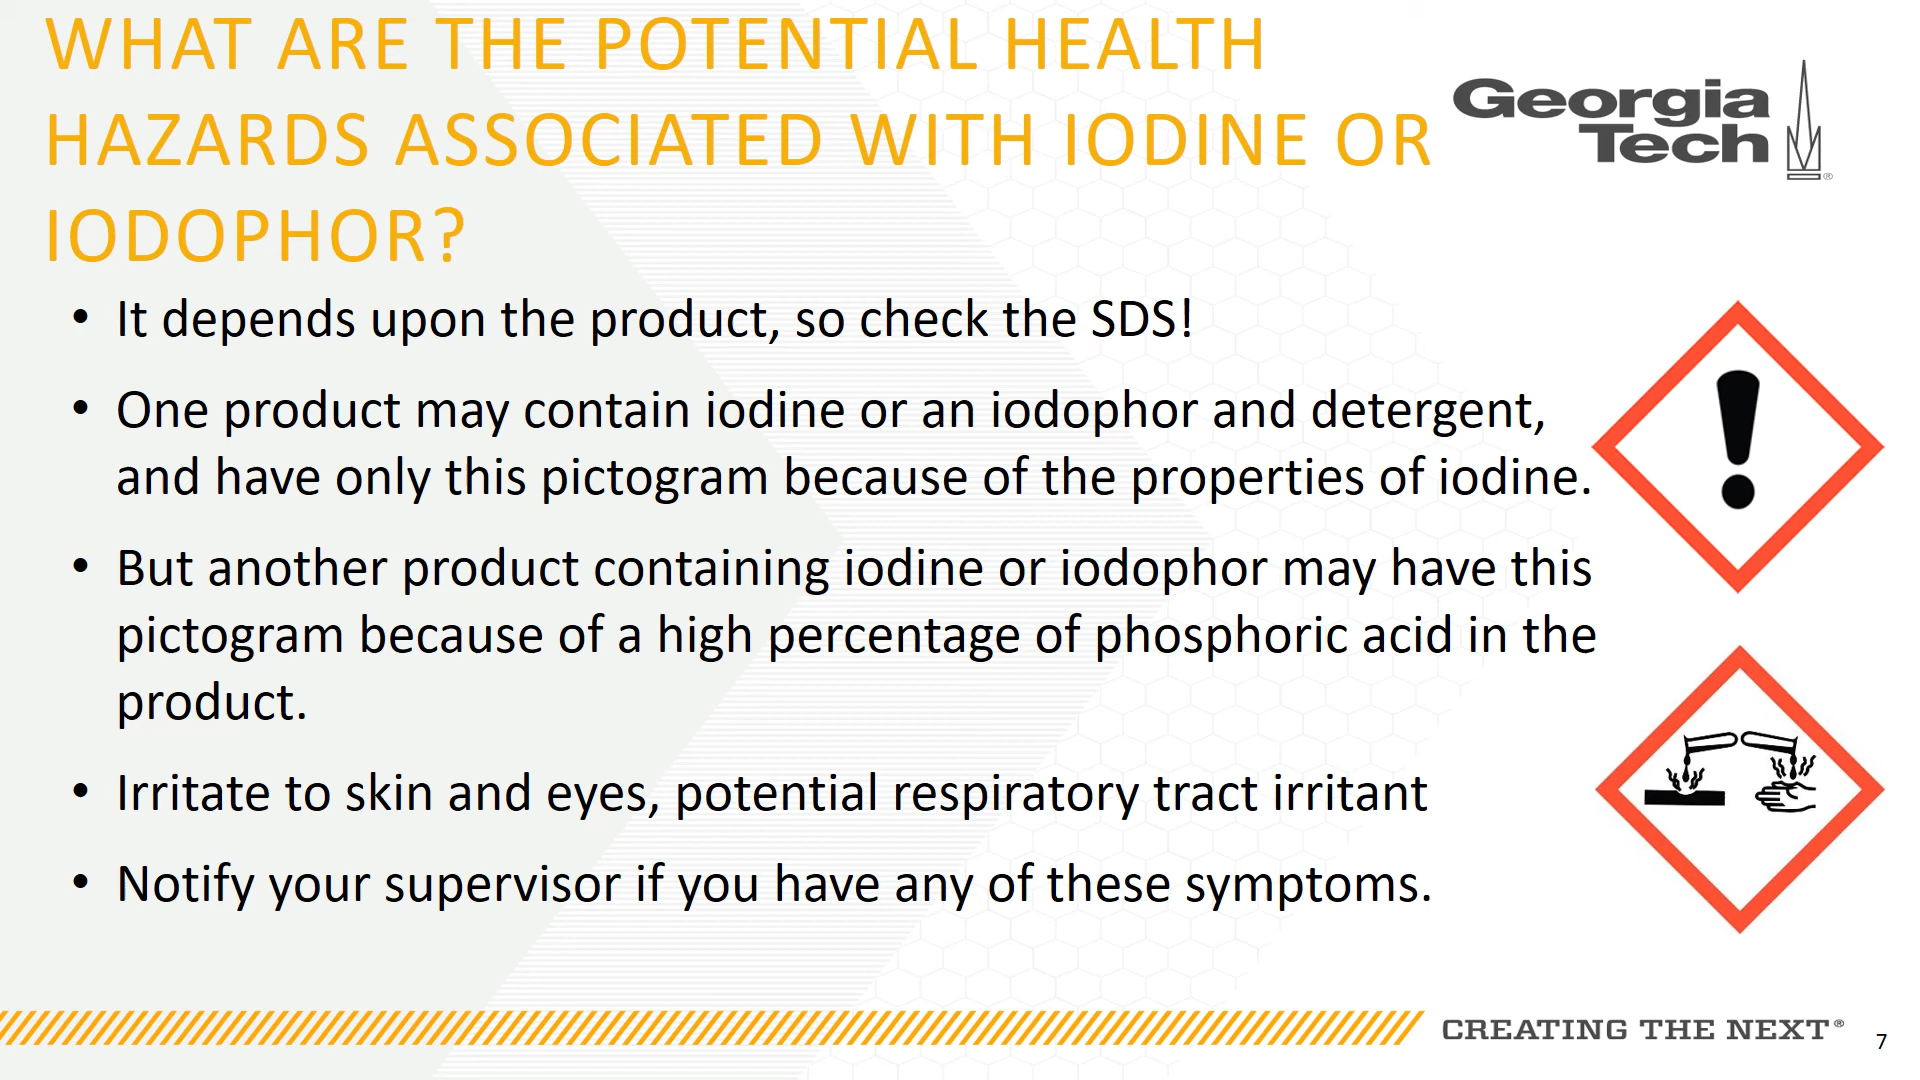 WHAT ARE THE POTENTIAL HEALTH
HAZARDS ASSOCIATED WITH IODINE OR
IODOPHOR?
Georgia
Tech
®
• It depends upon the product, so check the SDS!
• One product may contain iodine or an iodophor and detergent,
and have only this pictogram because of the properties of iodine.
• But another product containing iodine or iodophor may have this
pictogram because of a high percentage of phosphoric acid in the
product.
• Irritate to skin and eyes, potential respiratory tract irritant
• Notify your supervisor if you have any of these symptoms.
CREATING THE NEXT®
7